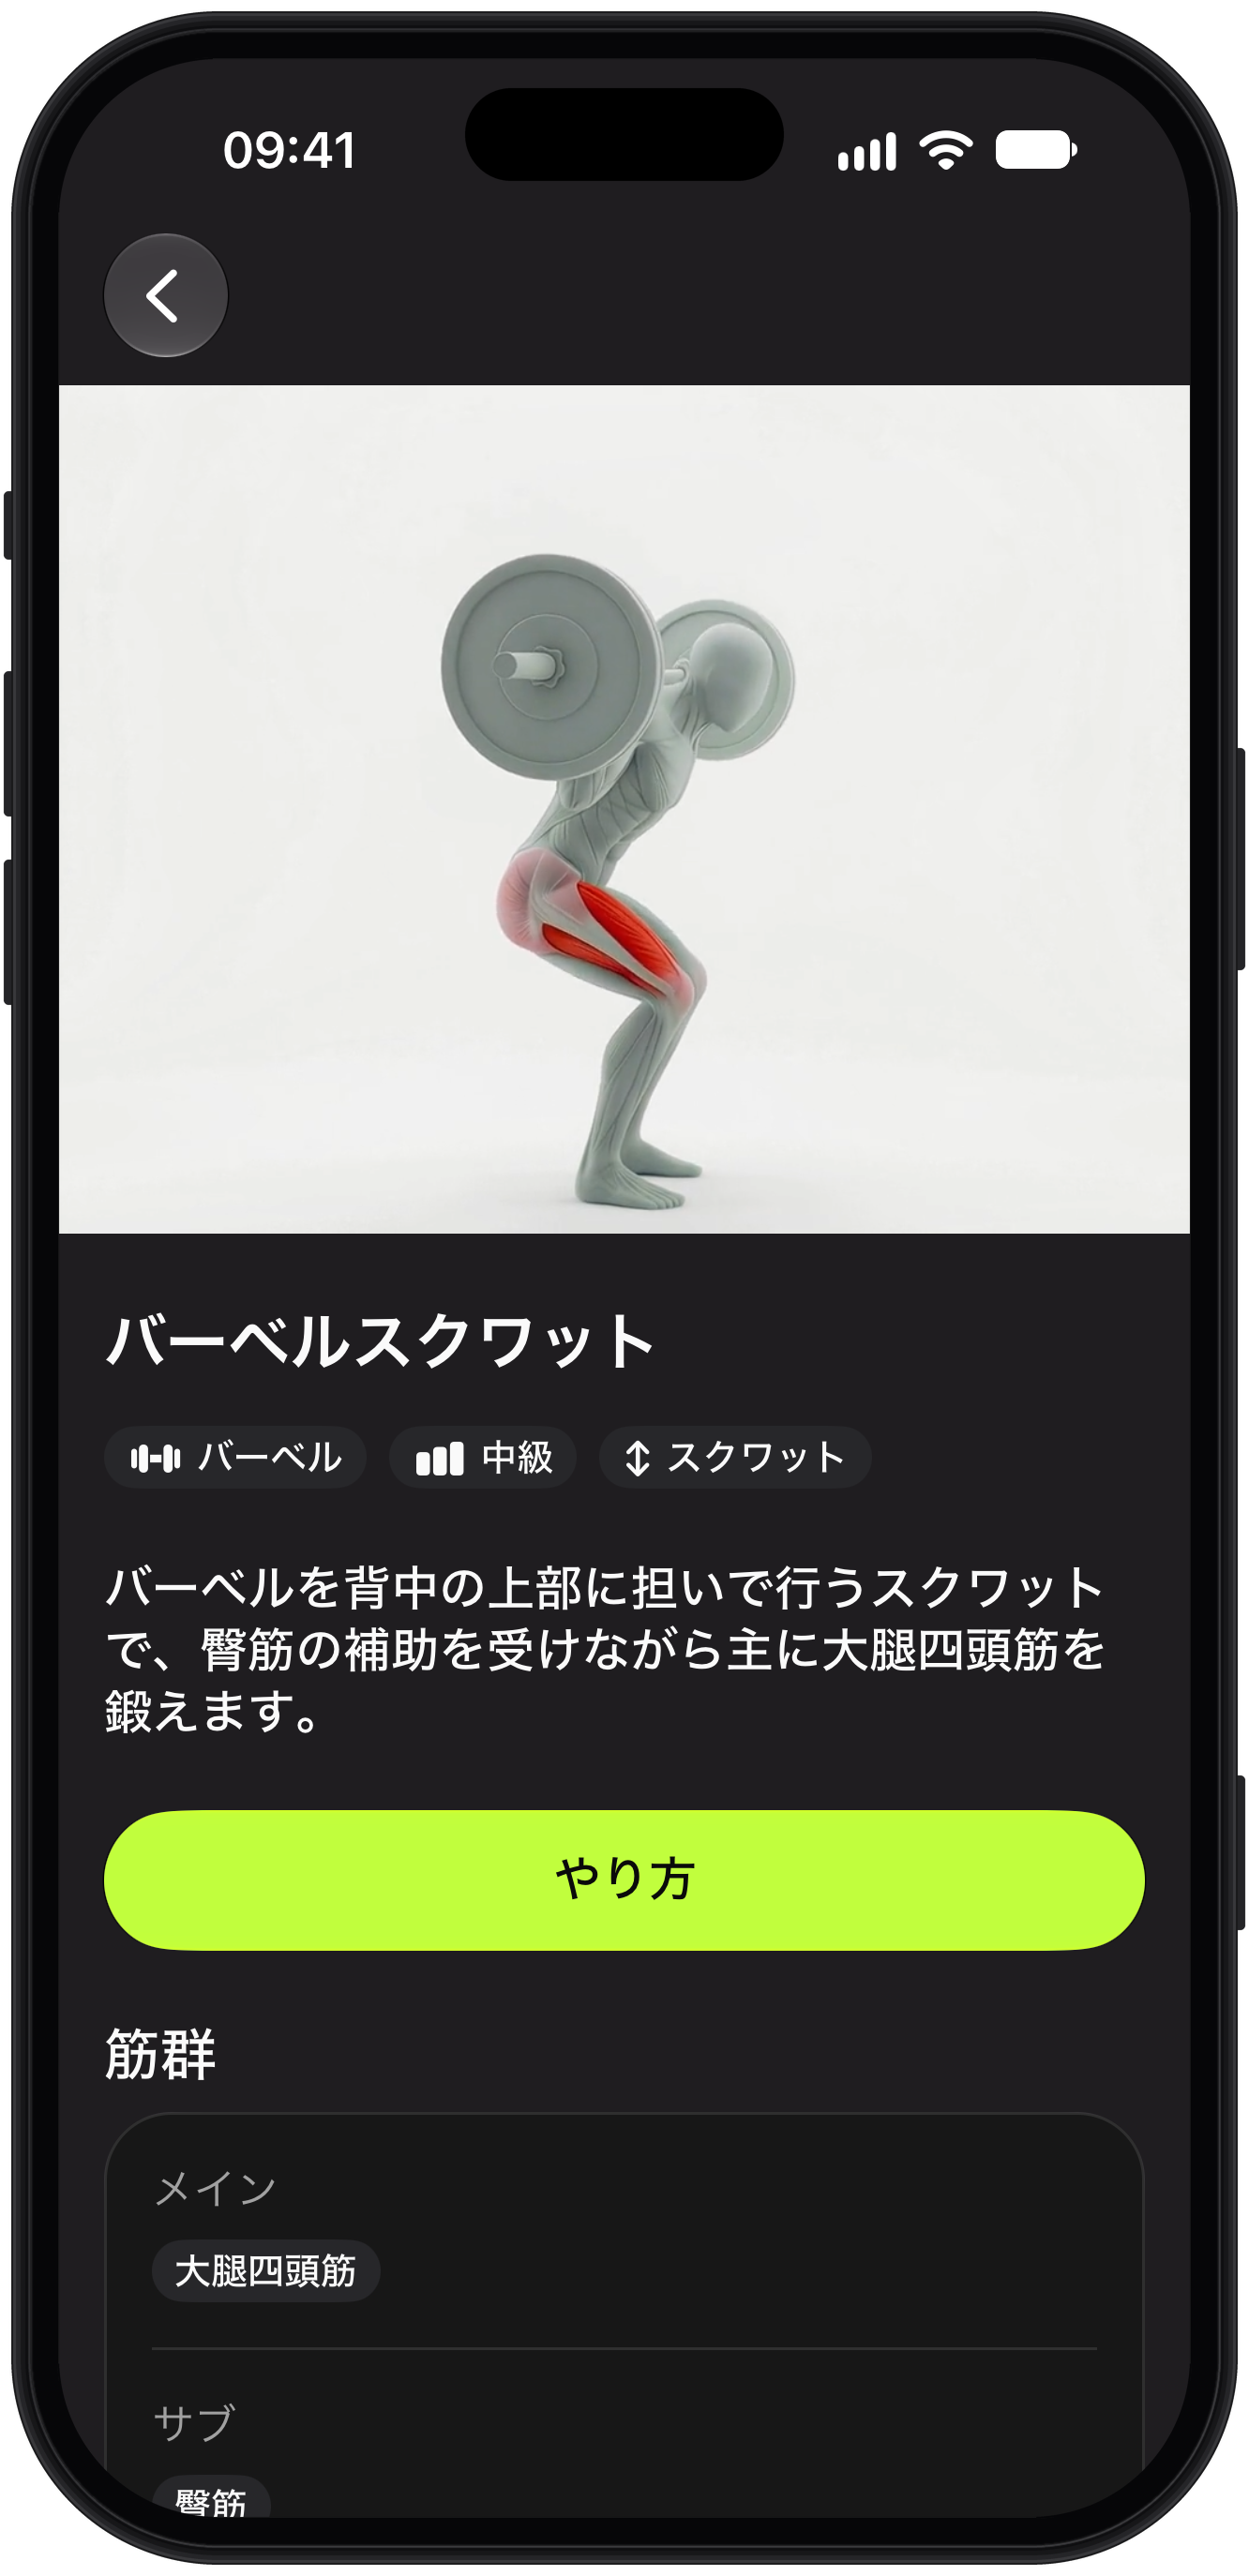 09:41
バーベルスクワット
バーベル
中級
スクワット
バーベルを背中の上部に担いで行うスクワット
で、臀筋の補助を受けながら主に大腿四頭筋を
鍛えます。
やり方
筋群
メイン
大腿四頭筋
サブ
臀筋